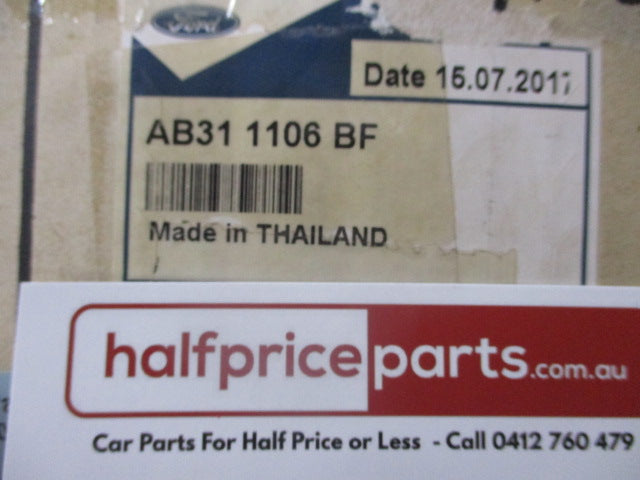 Date 15.07.2017
AB31 1106 BF
Made in THAILAND
halfpriceparts.com.au
Car Parts For Half Price or Less - Call 0412 760 479